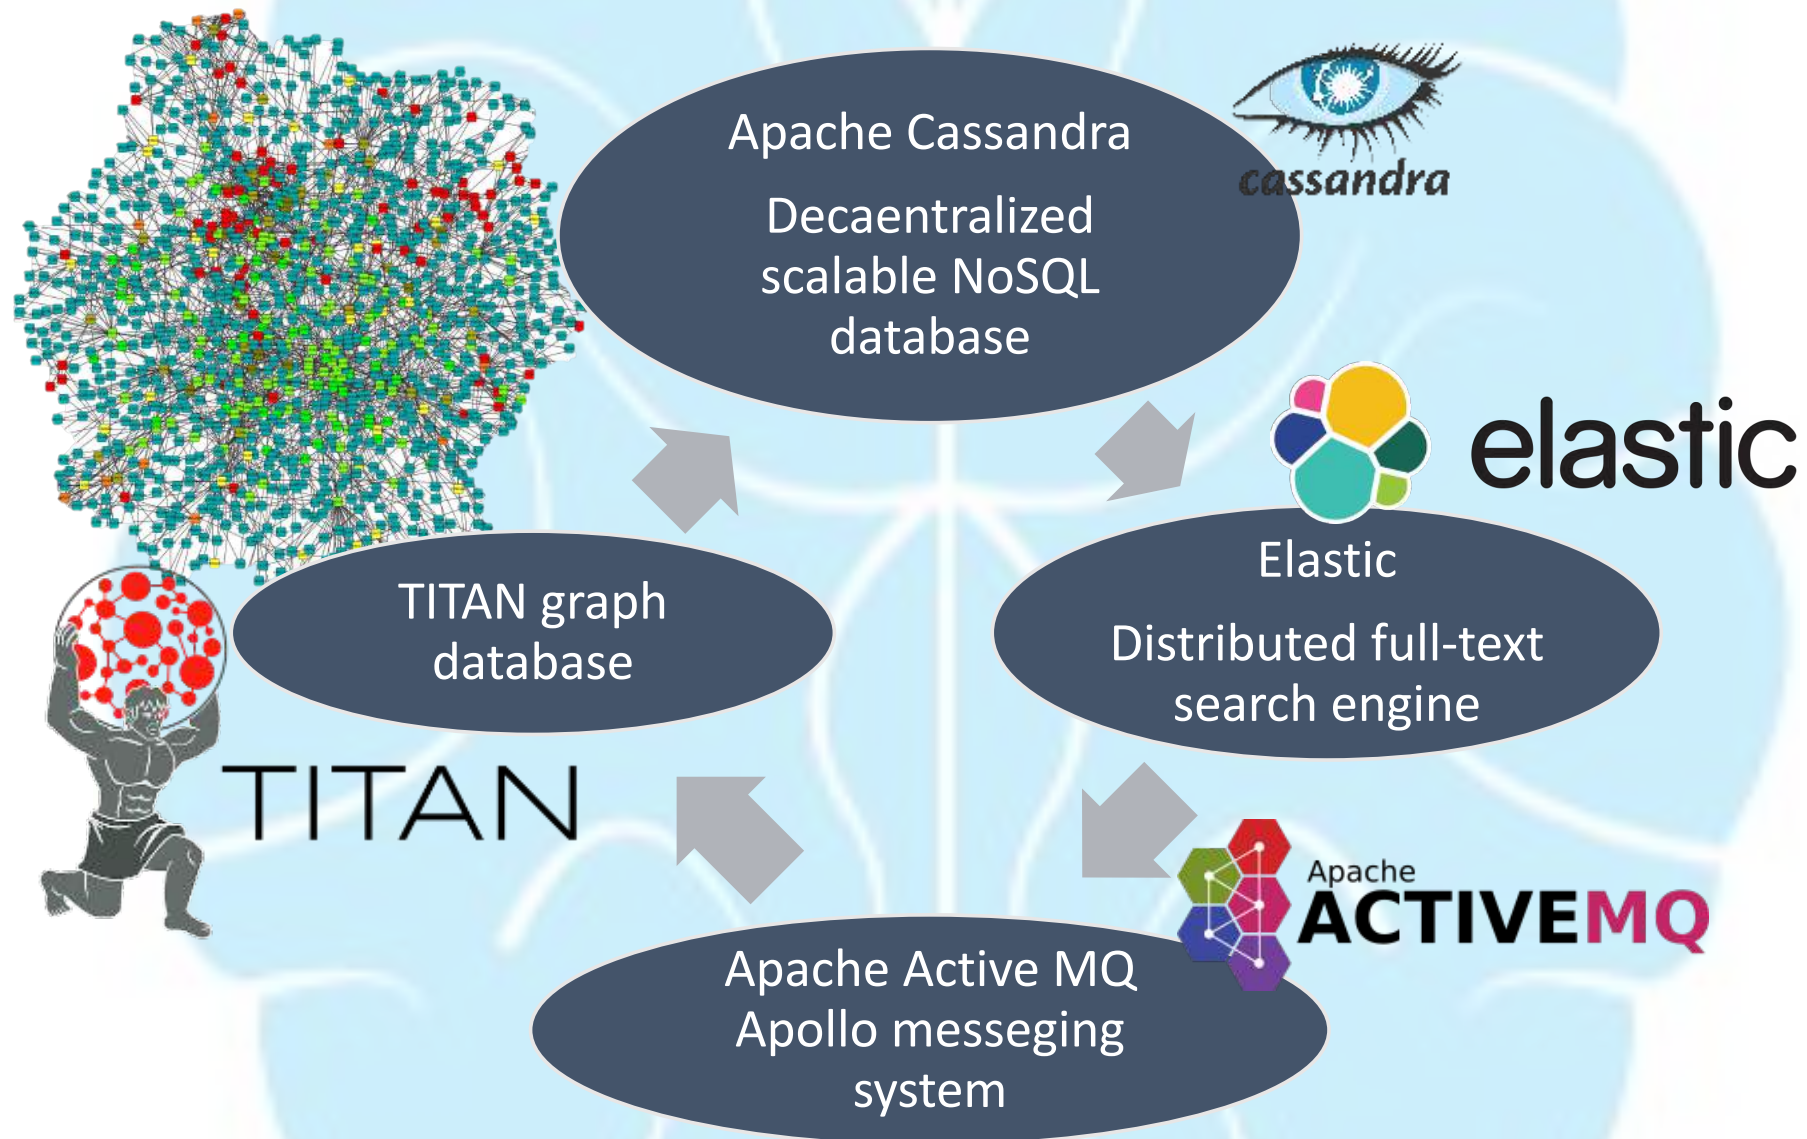 Apache Cassandra
Decaentralized
scalable NoSQL
database
cassandra
elastic
Elastic
Distributed full-text
search engine
TITAN graph
database
TITAN
Apache
ACTIVEMQ
Apache Active MQ
Apollo messeging
system